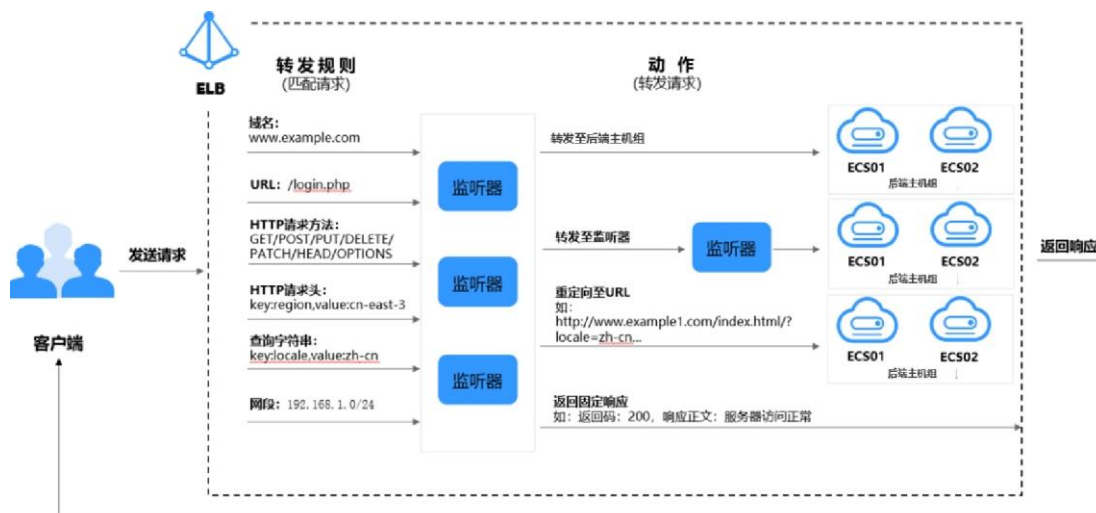 ELB
转发规则
(匹配请求)
动 作
(转发请求)
域名:
www.example.com
URL: /login.php
HTTP请求方法:
GET/POST/PUT/DELETE/
PATCH/HEAD/OPTIONS
HTTP请求头:
key:region,value:cn-east-3
查询字符串:
key:locale,value:zh-cn
网段: 192.168.1.0/24
监听器
监听器
监听器
转发至后端主机组
转发至监听器
监听器
重定向至URL
如:
http://www.example1.com/index.html/?
locale=zh-cn...
返回固定响应
如: 返回码: 200, 响应正文: 服务器访问正常
ECS01
ECS02
后端主机组
ECS01
ECS02
ECS01
ECS02
后端主机组
后端主机组
客户端
发送请求
返回响应